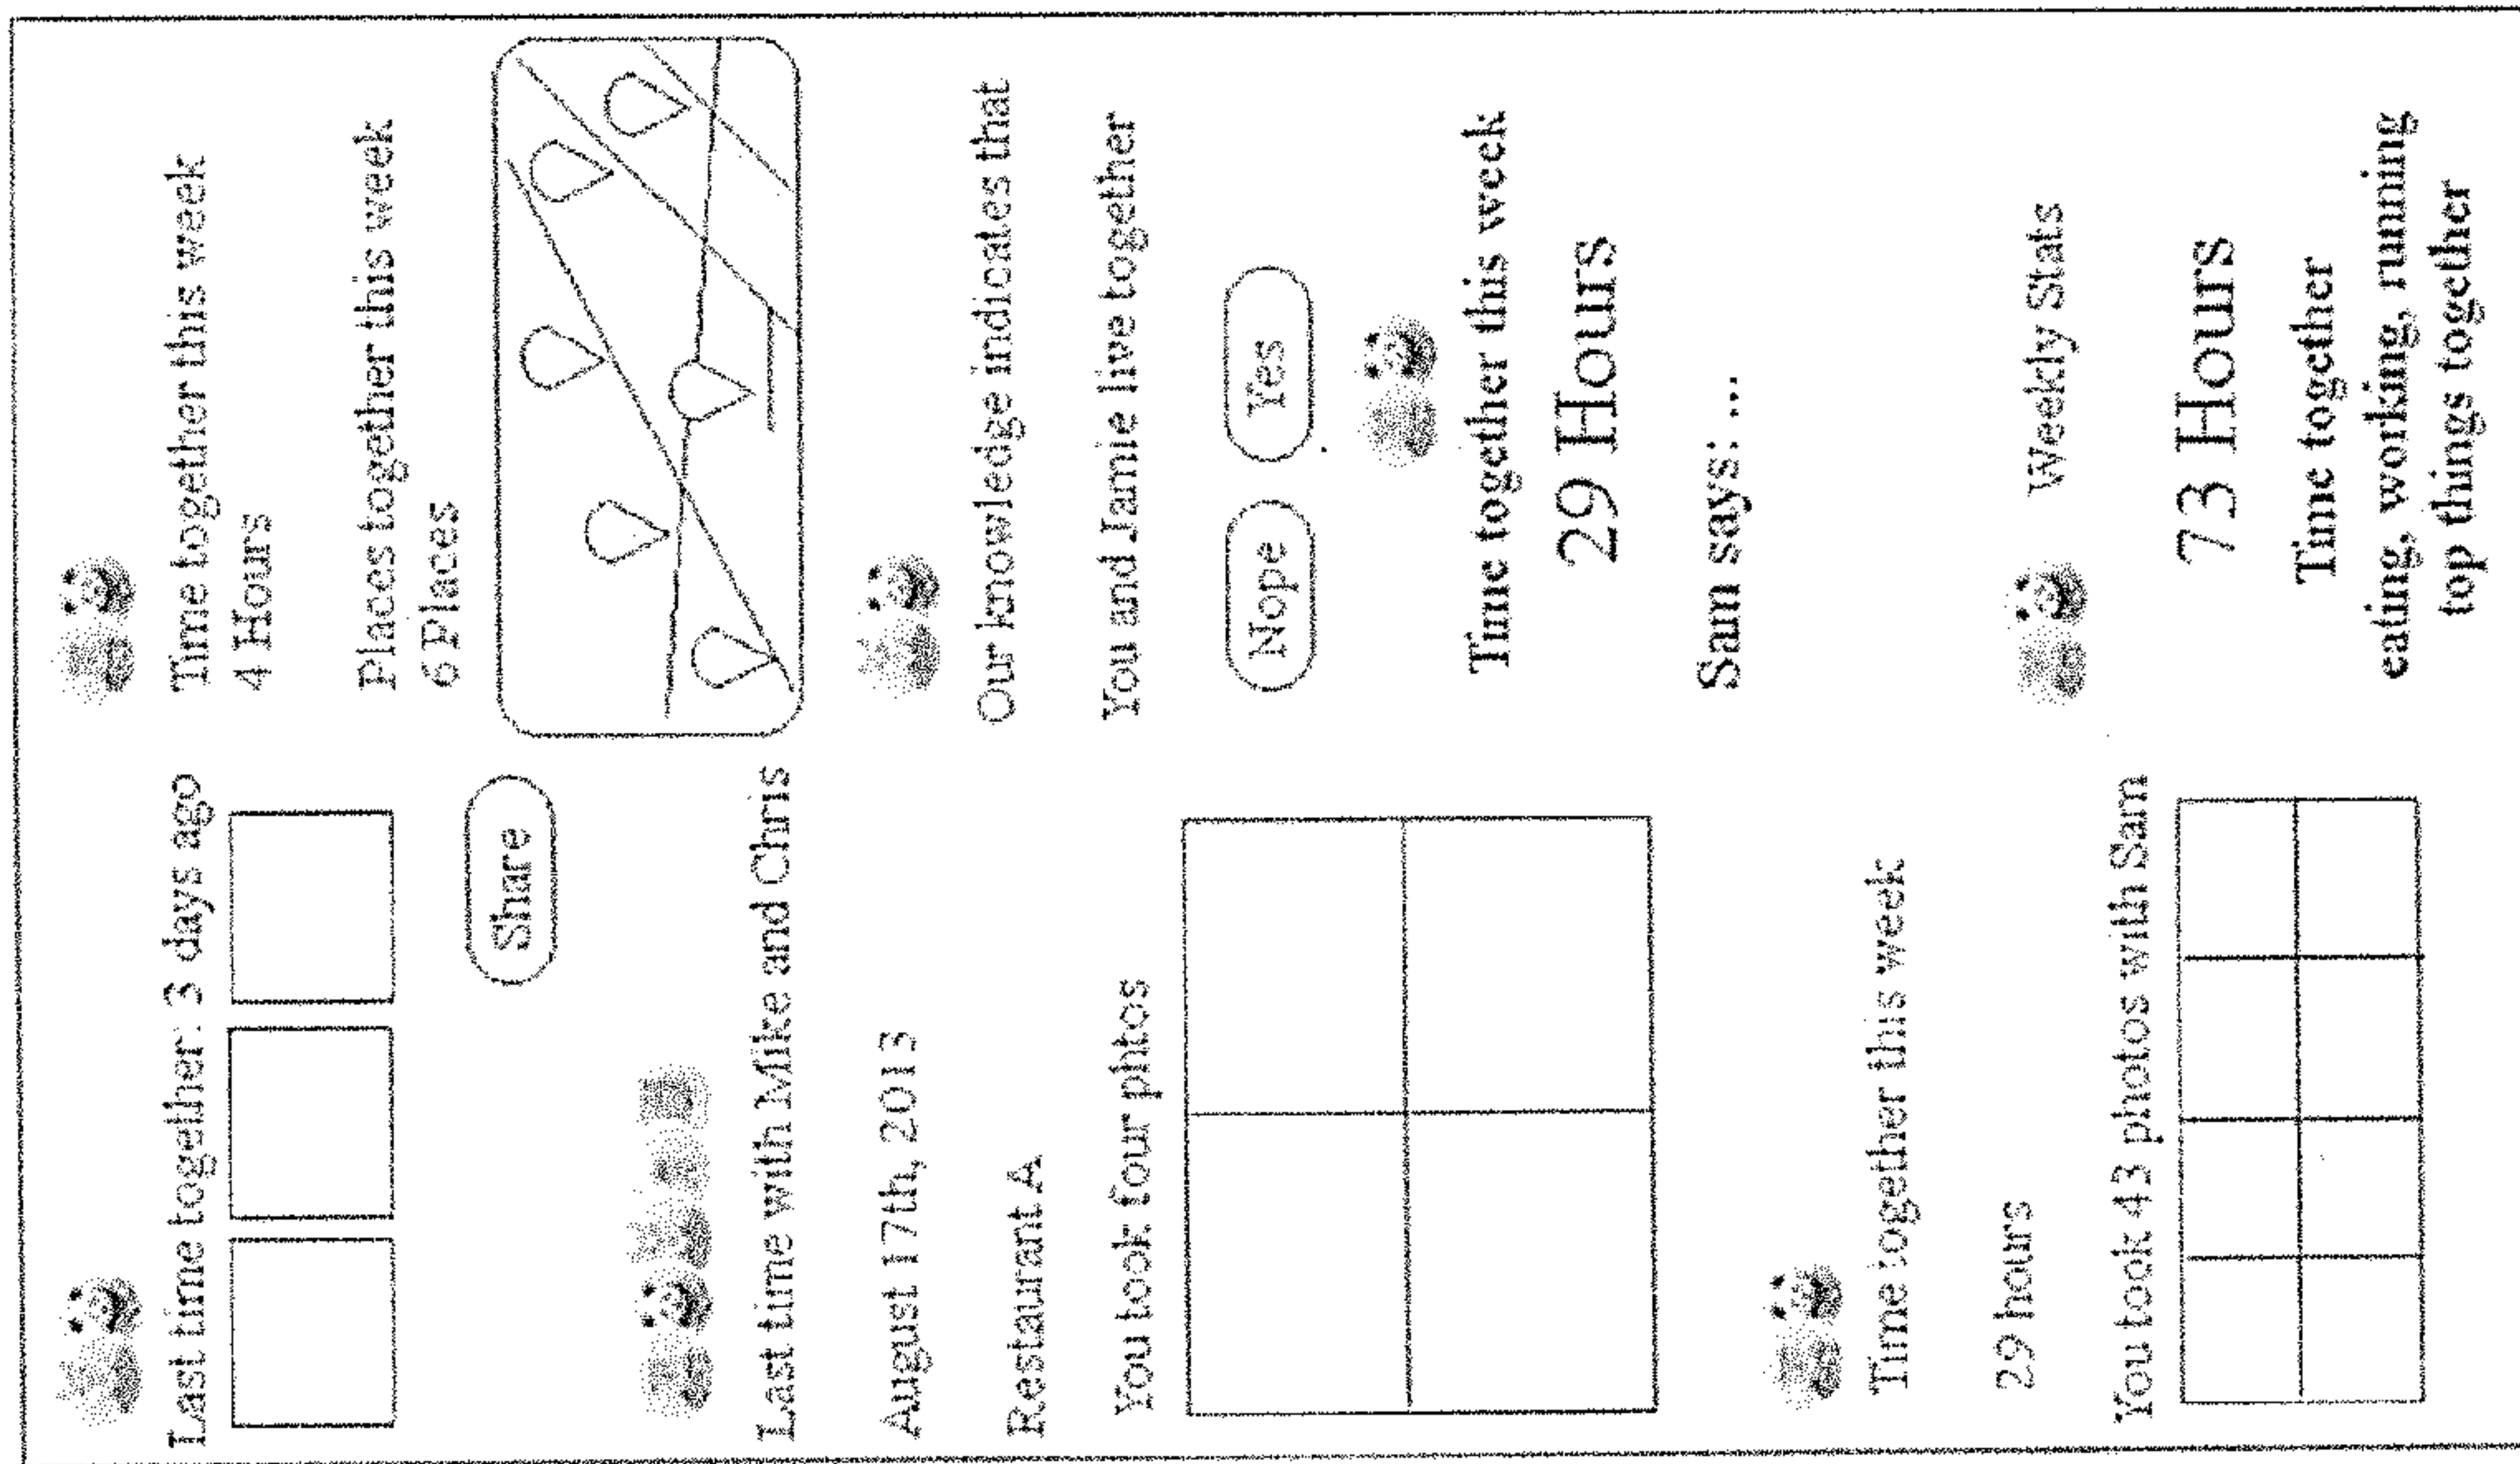 Last time together: 3 days ago
Share
Last time with Mike and Chris
August 17th, 2013
Restaurant A
You took four phtos
Time together this week
29 hours
You took 43 photos with Sam
Time together this week
4 Hours
Places together this week
6 Places
Our knowledge indicates that
You and Jamie live together
Nope
Yes
Time together this week
29 Hours
Sam says: ...
Weekly Stats
73 Hours
Time together
eating, working, running
top things together